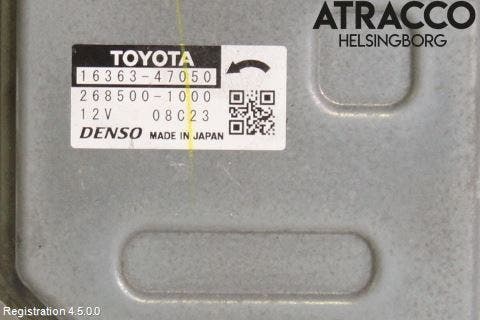 ATRACCO
HELSINGBORG
TOYOTA
16363-47050
268500-1000
12V 08C23
DENSO MADE IN JAPAN
Registration 4.5.0.0